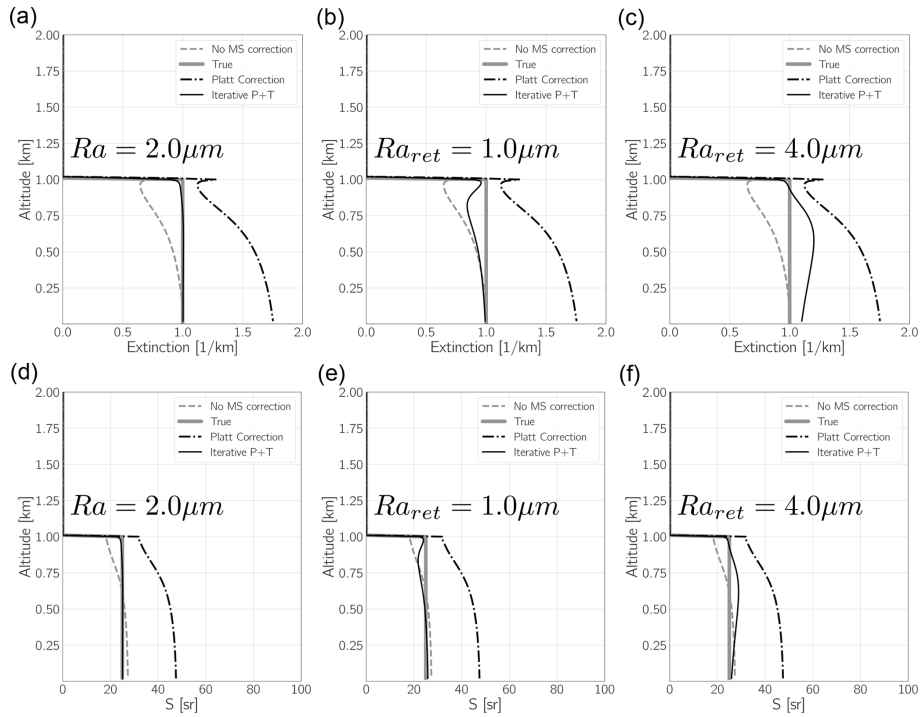 (a)
2.00
1.75
1.50
1.25
1.00
0.75
0.50
0.25
Altitude [km]
No MS correction
True
Platt Correction
Iterative P+T
Ra = 2.0μm
0.0 0.5 1.0 1.5 2.0
Extinction [1/km]
(b)
2.00
1.75
1.50
1.25
1.00
0.75
0.50
0.25
Altitude [km]
No MS correction
True
Platt Correction
Iterative P+T
Ra_ret = 1.0μm
0.0 0.5 1.0 1.5 2.0
Extinction [1/km]
(c)
2.00
1.75
1.50
1.25
1.00
0.75
0.50
0.25
Altitude [km]
No MS correction
True
Platt Correction
Iterative P+T
Ra_ret = 4.0μm
0.0 0.5 1.0 1.5 2.0
Extinction [1/km]
(d)
2.00
1.75
1.50
1.25
1.00
0.75
0.50
0.25
Altitude [km]
No MS correction
True
Platt Correction
Iterative P+T
Ra = 2.0μm
0 20 40 60 80 100
S [sr]
(e)
2.00
1.75
1.50
1.25
1.00
0.75
0.50
0.25
Altitude [km]
No MS correction
True
Platt Correction
Iterative P+T
Ra_ret = 1.0μm
0 20 40 60 80 100
S [sr]
(f)
2.00
1.75
1.50
1.25
1.00
0.75
0.50
0.25
Altitude [km]
No MS correction
True
Platt Correction
Iterative P+T
Ra_ret = 4.0μm
0 20 40 60 80 100
S [sr]